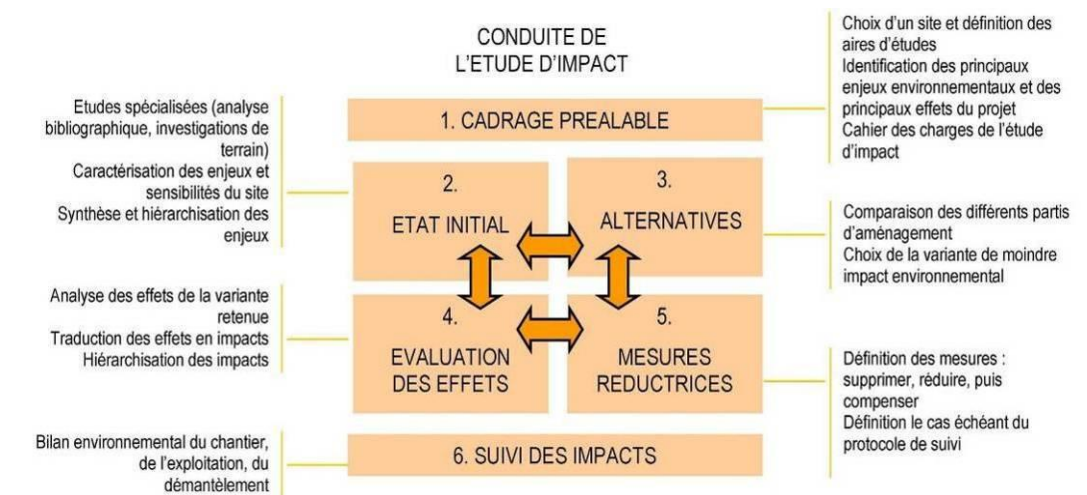 CONDUITE DE
L'ETUDE D'IMPACT
Choix d'un site et définition des
aires d'études
Identification des principaux
enjeux environnementaux et des
principaux effets du projet
Cahier des charges de l'étude
d'impact
1. CADRAGE PREALABLE
Etudes spécialisées (analyse
bibliographique, investigations de
terrain)
Caractérisation des enjeux et
sensibilités du site
Synthèse et hiérarchisation des
enjeux
2.
ETAT INITIAL
3.
ALTERNATIVES
Comparaison des différents partis
d'aménagement
Choix de la variante de moindre
impact environnemental
Analyse des effets de la variante
retenue
Traduction des effets en impacts
Hiérarchisation des impacts
4.
EVALUATION
DES EFFETS
5.
MESURES
REDUCTRICES
Définition des mesures :
supprimer, réduire, puis
compenser
Définition le cas échéant du
protocole de suivi
Bilan environnemental du chantier,
de l'exploitation, du
démantèlement
6. SUIVI DES IMPACTS